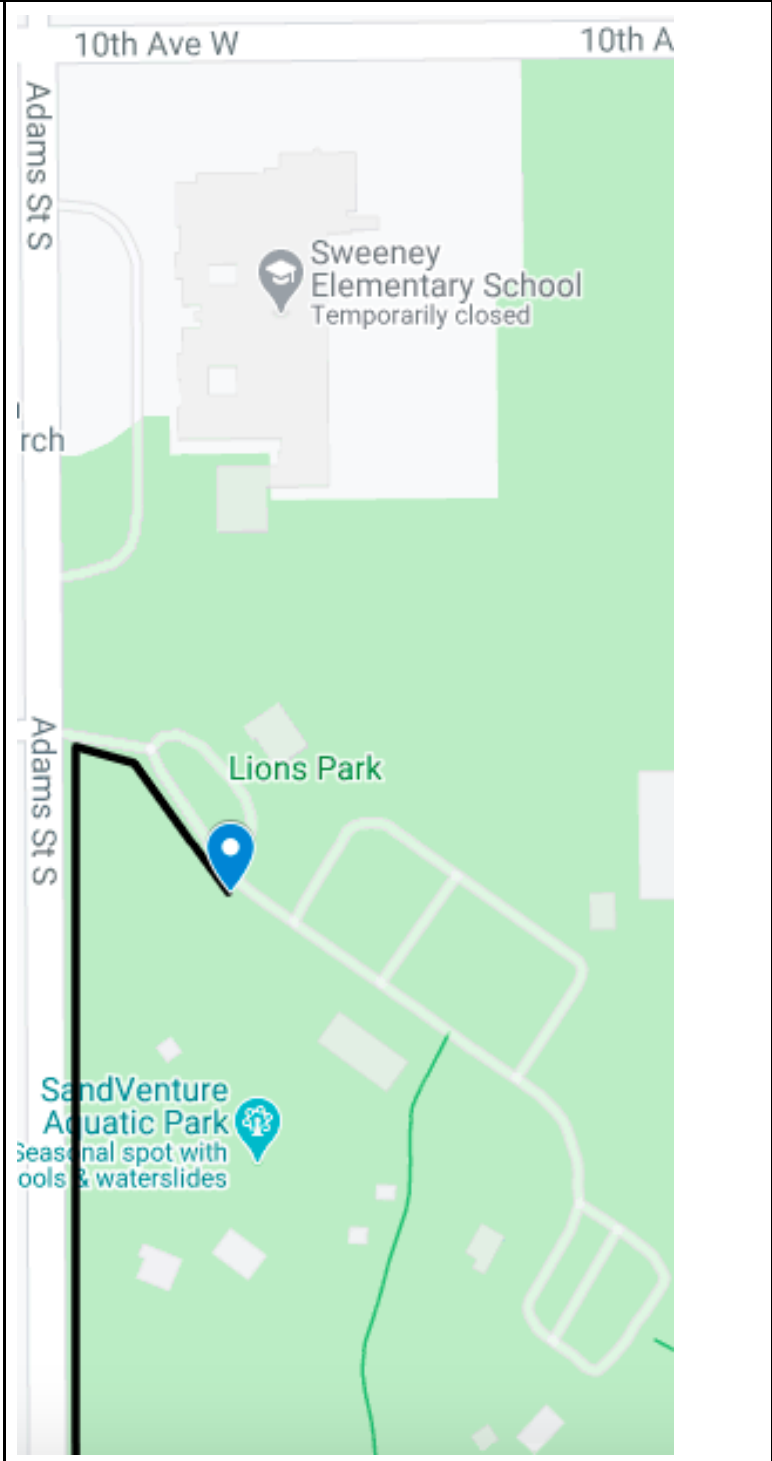 10th Ave W
10th A
Adams St S
Sweeney
Elementary School
Temporarily closed
rch
Adams St S
Lions Park
SandVenture
Aquatic Park
Seasonal spot with
ools & waterslides